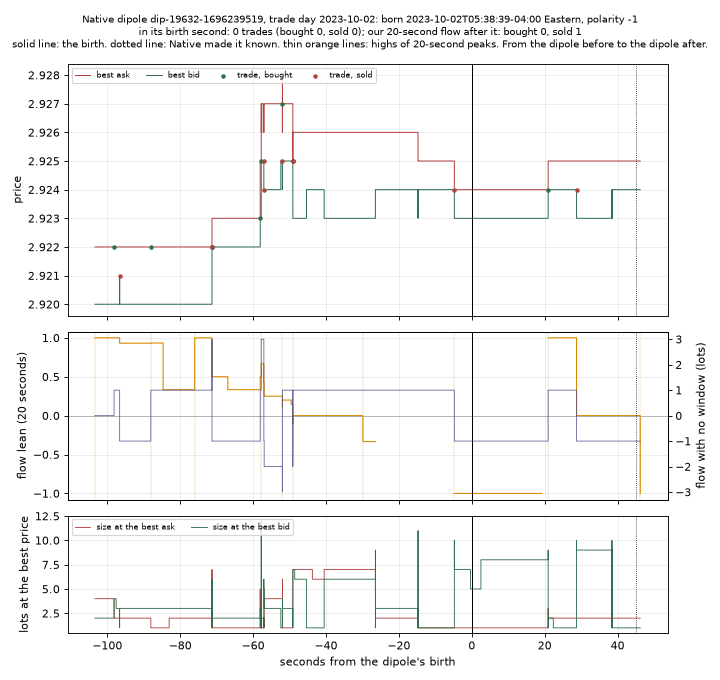 Native dipole dip-19632-1696239519, trade day 2023-10-02: born 2023-10-02T05:38:39-04:00 Eastern, polarity -1
in its birth second: 0 trades (bought 0, sold 0); our 20-second flow after it: bought 0, sold 1
solid line: the birth. dotted line: Native made it known. thin orange lines: highs of 20-second peaks. From the dipole before to the dipole after.
best ask
best bid
trade, bought
trade, sold
2.928
2.927
2.926
2.925
2.924
2.923
2.922
2.921
2.920
price
1.0
0.5
0.0
−0.5
−1.0
flow lean (20 seconds)
3
2
1
0
−1
−2
−3
flow with no window (lots)
size at the best ask
size at the best bid
12.5
10.0
7.5
5.0
2.5
lots at the best price
−100
−80
−60
−40
−20
0
20
40
seconds from the dipole's birth